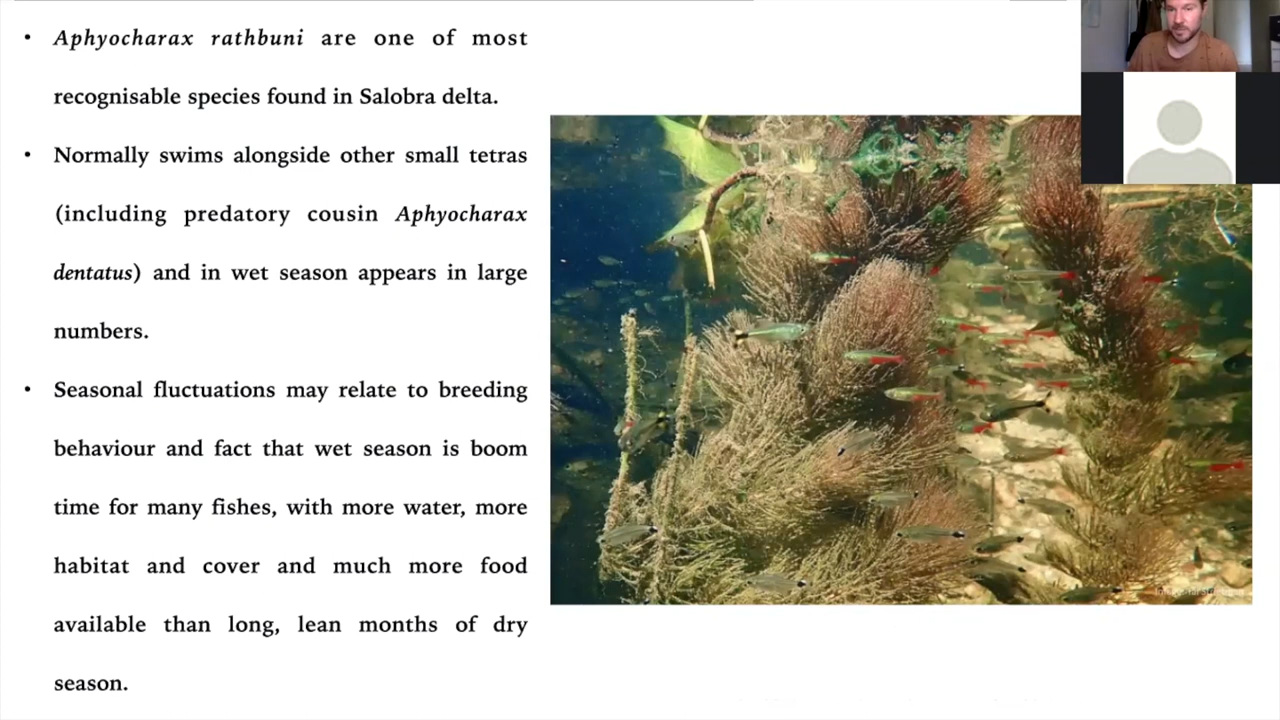 • Aphyocharax rathbuni are one of most
recognisable species found in Salobra delta.
• Normally swims alongside other small tetras
(including predatory cousin Aphyocharax
dentatus) and in wet season appears in large
numbers.
• Seasonal fluctuations may relate to breeding
behaviour and fact that wet season is boom
time for many fishes, with more water, more
habitat and cover and much more food
available than long, lean months of dry
season.